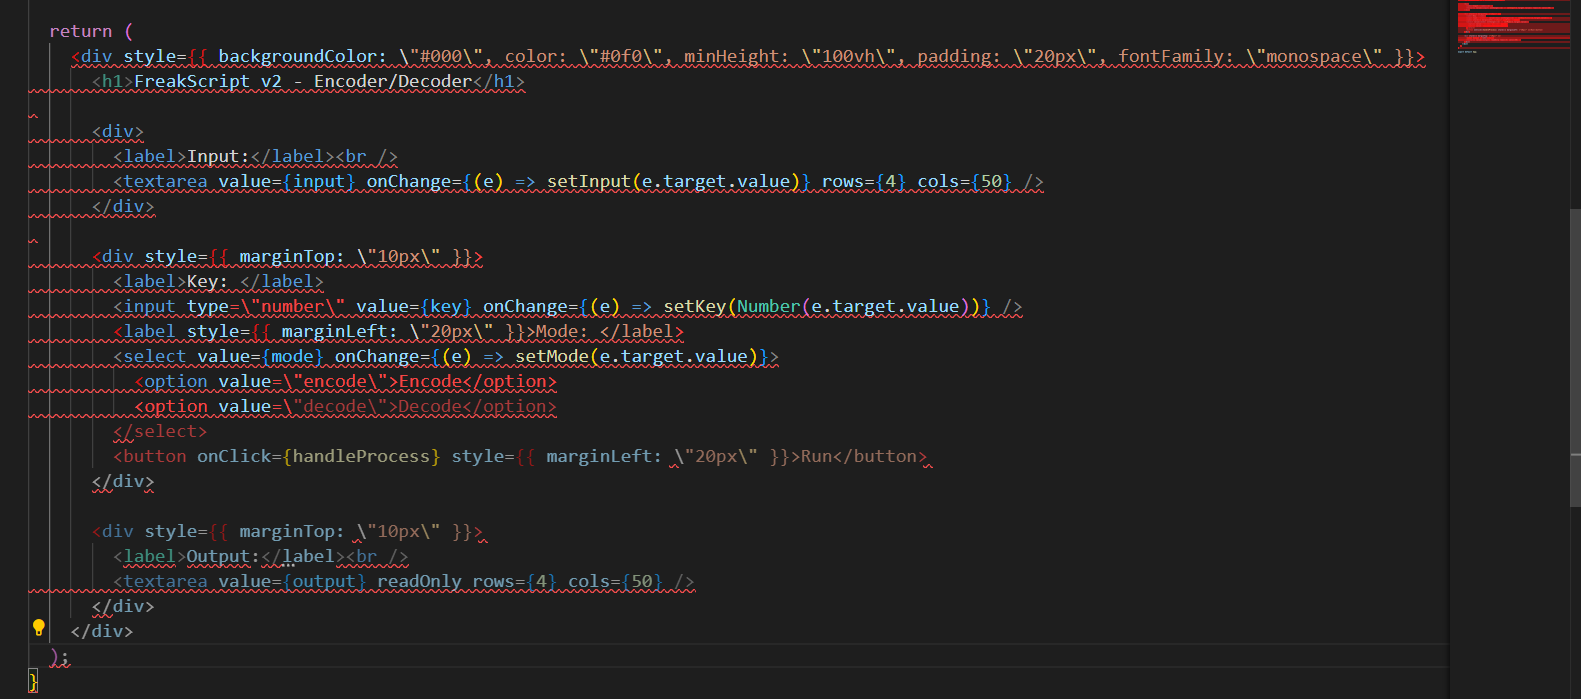 return (
<div style={{ backgroundColor: \"#000\", color: \"#0f0\", minHeight: \"100vh\", padding: \"20px\", fontFamily: \"monospace\" }}>
<h1>FreakScript v2 - Encoder/Decoder</h1>
<div>
<label>Input:</label><br />
<textarea value={input} onChange={(e) => setInput(e.target.value)} rows={4} cols={50} />
</div>
<div style={{ marginTop: \"10px\" }}>
<label>Key: </label>
<input type=\"number\" value={key} onChange={(e) => setKey(Number(e.target.value))} />
<label style={{ marginLeft: \"20px\" }}>Mode: </label>
<select value={mode} onChange={(e) => setMode(e.target.value)}>
<option value=\"encode\">Encode</option>
<option value=\"decode\">Decode</option>
</select>
<button onClick={handleProcess} style={{ marginLeft: \"20px\" }}>Run</button>
</div>
<div style={{ marginTop: \"10px\" }}>
<label>Output:</label><br />
<textarea value={output} readOnly rows={4} cols={50} />
</div>
</div>
);
}